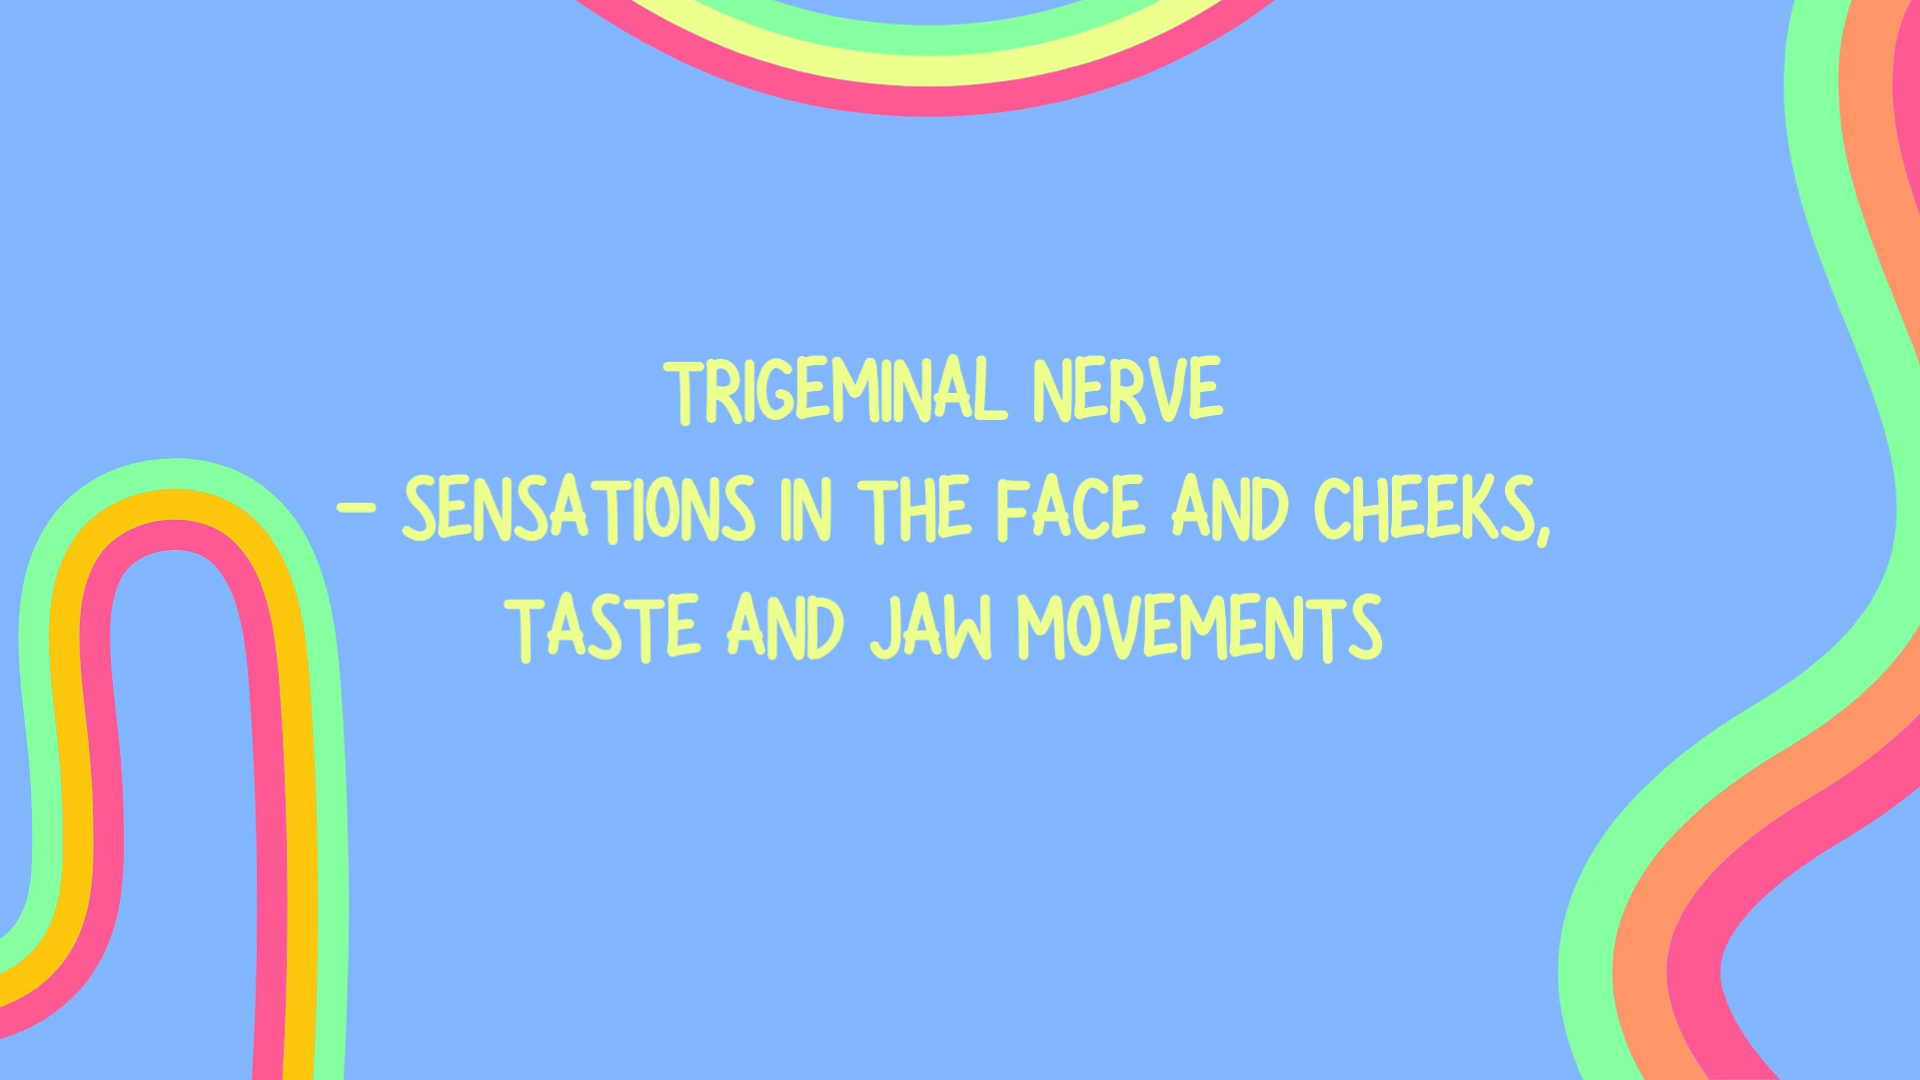 TRIGEMINAL NERVE
– SENSATIONS IN THE FACE AND CHEEKS,
TASTE AND JAW MOVEMENTS